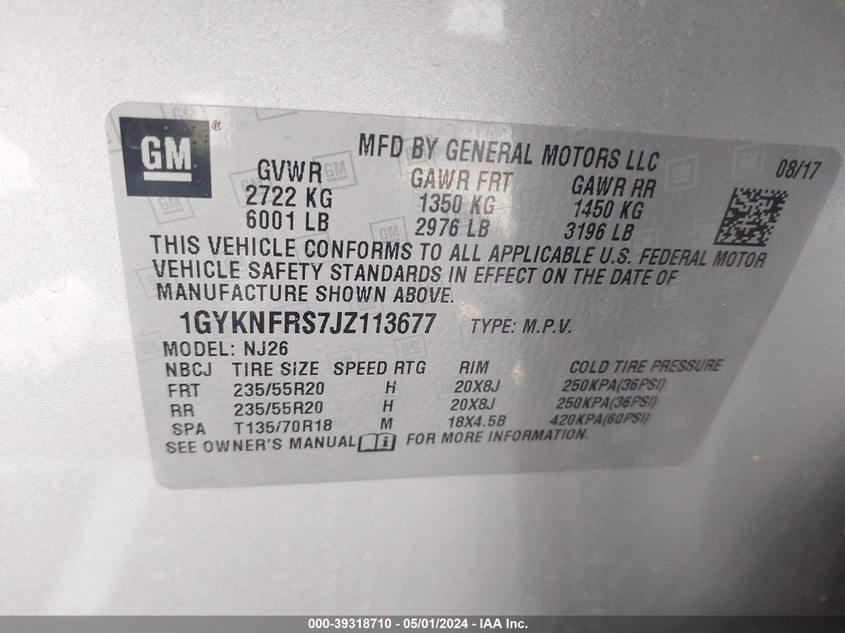 GM ®
MFD BY GENERAL MOTORS LLC 08/17
GVWR GAWR FRT GAWR RR
2722 KG 1350 KG 1450 KG
6001 LB 2976 LB 3196 LB
THIS VEHICLE CONFORMS TO ALL APPLICABLE U.S. FEDERAL MOTOR
VEHICLE SAFETY STANDARDS IN EFFECT ON THE DATE OF
MANUFACTURE SHOWN ABOVE.
1GYKNFRS7JZ113677 TYPE: M.P.V.
MODEL: NJ26
NBCJ TIRE SIZE SPEED RTG RIM COLD TIRE PRESSURE
FRT 235/55R20 H 20X8J 250KPA(36PSI)
RR 235/55R20 H 20X8J 250KPA(36PSI)
SPA T135/70R18 M 18X4.5B 420KPA(60PSI)
SEE OWNER'S MANUAL FOR MORE INFORMATION.
000-39318710 - 05/01/2024 - IAA Inc.